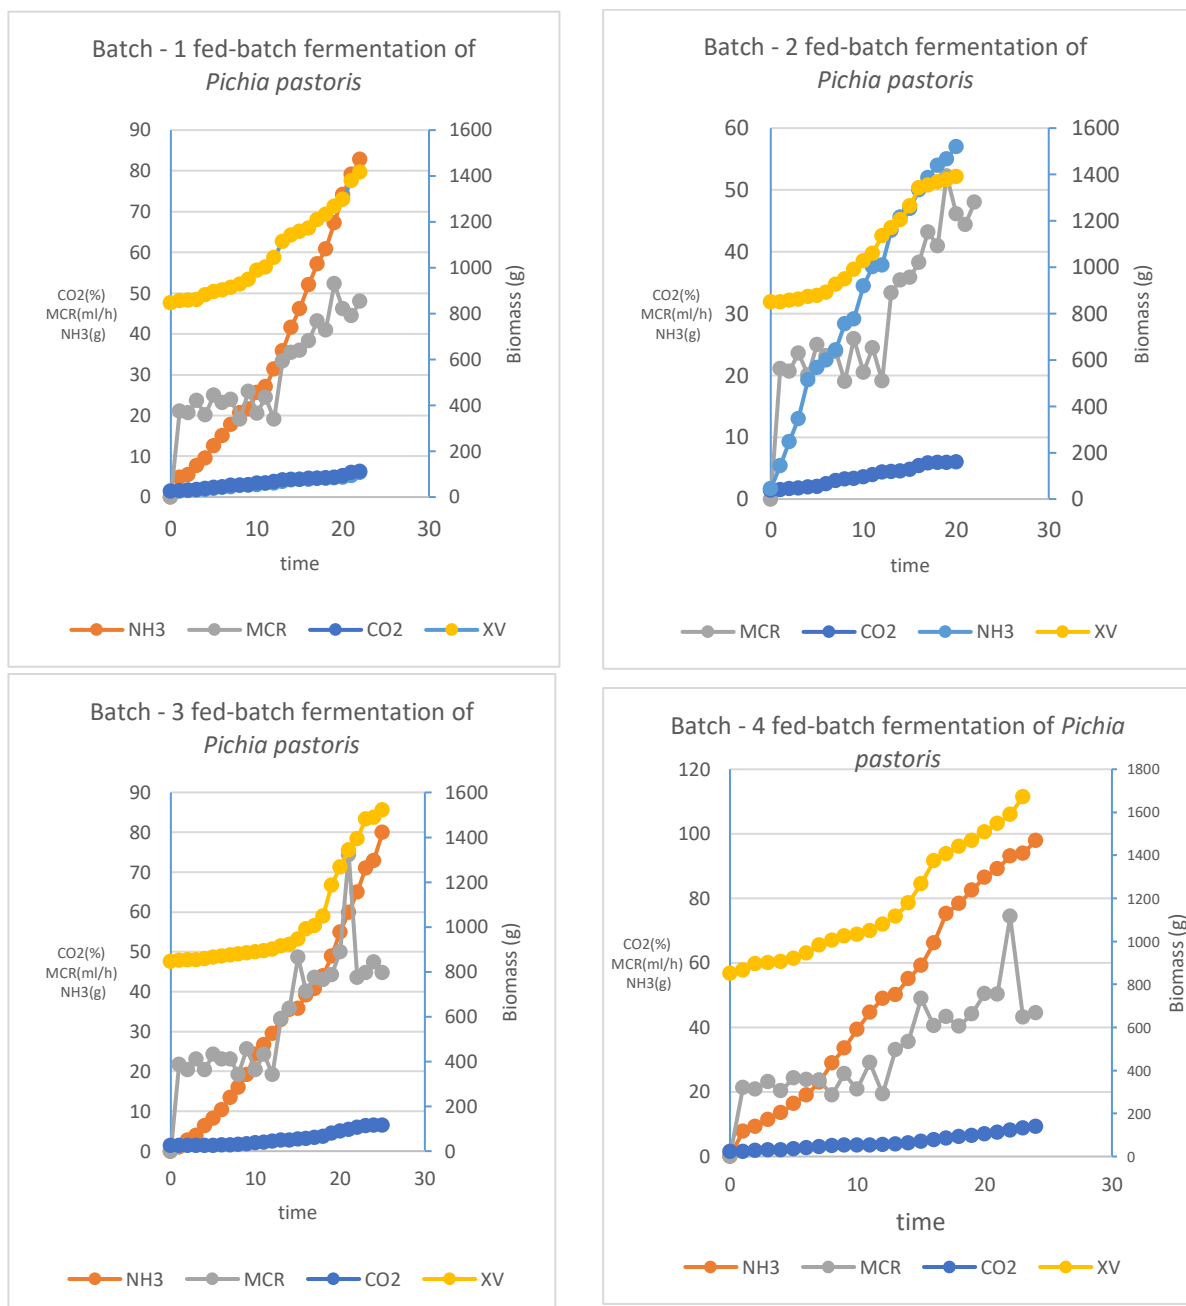 Batch - 1 fed-batch fermentation of
Pichia pastoris
90
80
70
60
50
40
30
20
10
0
1600
1400
1200
1000
800
600
400
200
0
CO2(%)
MCR(ml/h)
NH3(g)
Biomass (g)
0 10 20 30
time
NH3 MCR CO2 XV
Batch - 2 fed-batch fermentation of
Pichia pastoris
60
50
40
30
20
10
0
1600
1400
1200
1000
800
600
400
200
0
CO2(%)
MCR(ml/h)
NH3(g)
Biomass (g)
0 10 20 30
time
MCR CO2 NH3 XV
Batch - 3 fed-batch fermentation of
Pichia pastoris
90
80
70
60
50
40
30
20
10
0
1600
1400
1200
1000
800
600
400
200
0
CO2(%)
MCR(ml/h)
NH3(g)
Biomass (g)
0 10 20 30
time
NH3 MCR CO2 XV
Batch - 4 fed-batch fermentation of Pichia
pastoris
120
100
80
60
40
20
0
1800
1600
1400
1200
1000
800
600
400
200
0
CO2(%)
MCR(ml/h)
NH3(g)
Biomass (g)
0 10 20 30
time
NH3 MCR CO2 XV